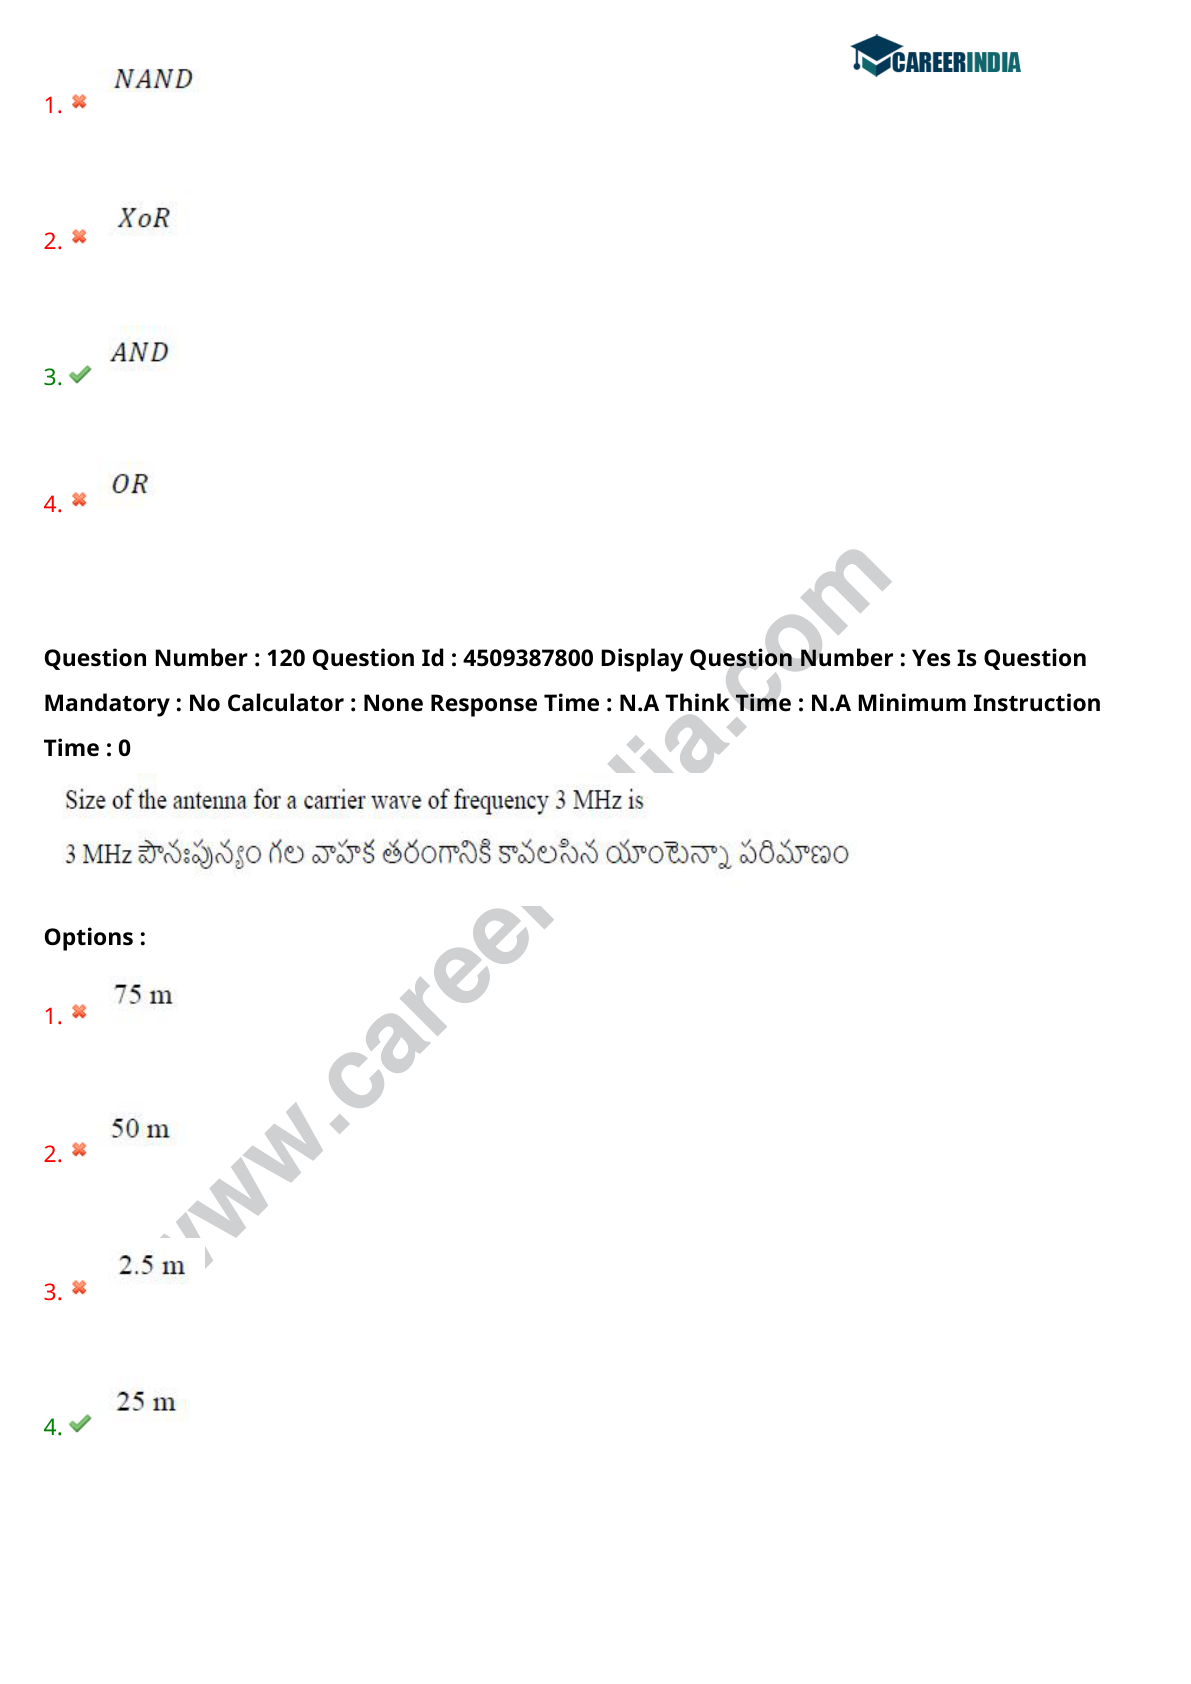 CAREERINDIA
NAND
1.
XoR
2.
AND
3.
OR
4.
Question Number : 120 Question Id : 4509387800 Display Question Number : Yes Is Question
Mandatory : No Calculator : None Response Time : N.A Think Time : N.A Minimum Instruction
Time : 0
Size of the antenna for a carrier wave of frequency 3 MHz is
3 MHz పౌనఃపున్యం గల వాహక తరంగానికి కావలసిన యాంటెన్నా పరిమాణం
Options :
75 m
1.
50 m
2.
2.5 m
3.
25 m
4.